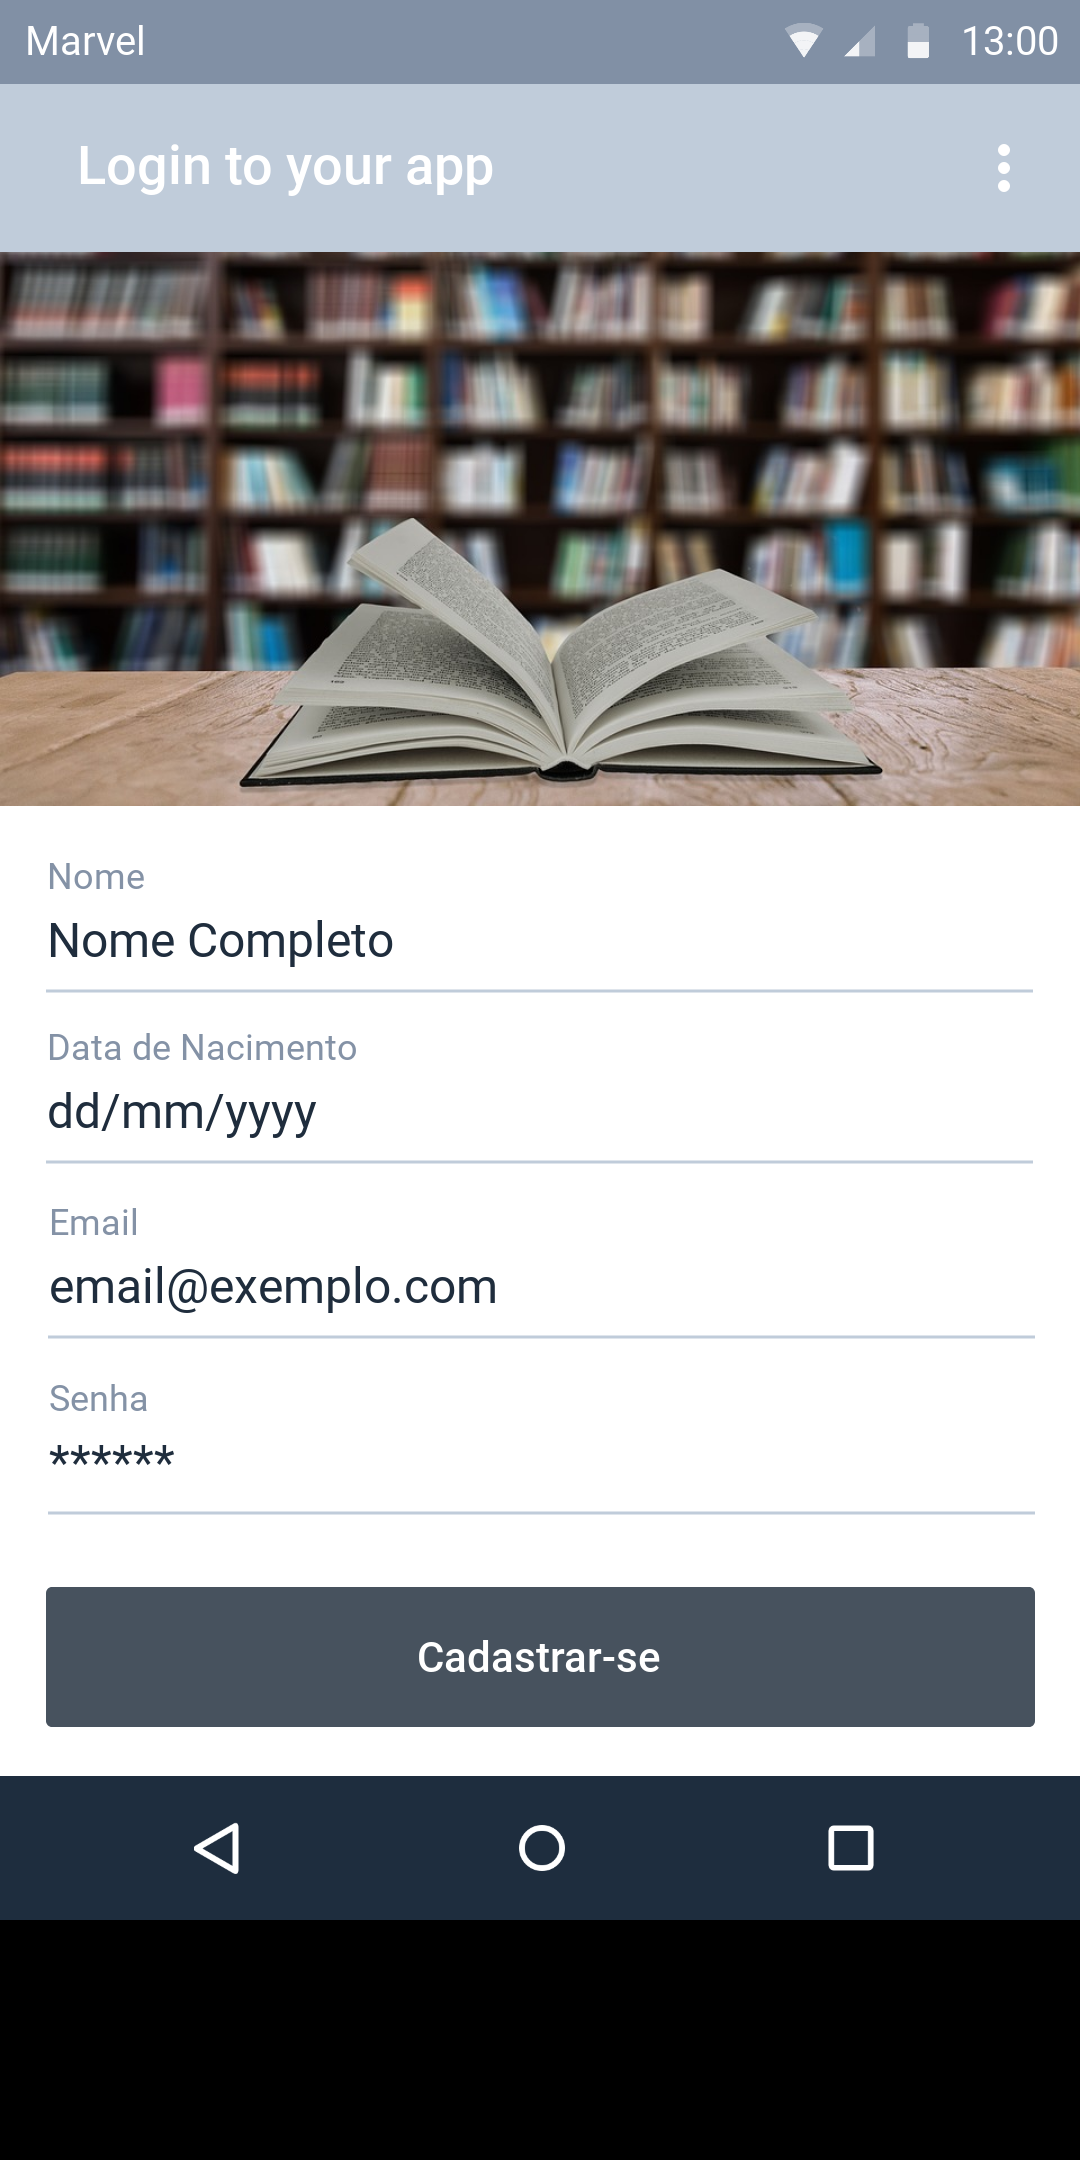 Marvel 13:00
Login to your app
Nome
Nome Completo
Data de Nacimento
dd/mm/yyyy
Email
email@exemplo.com
Senha
******
Cadastrar-se